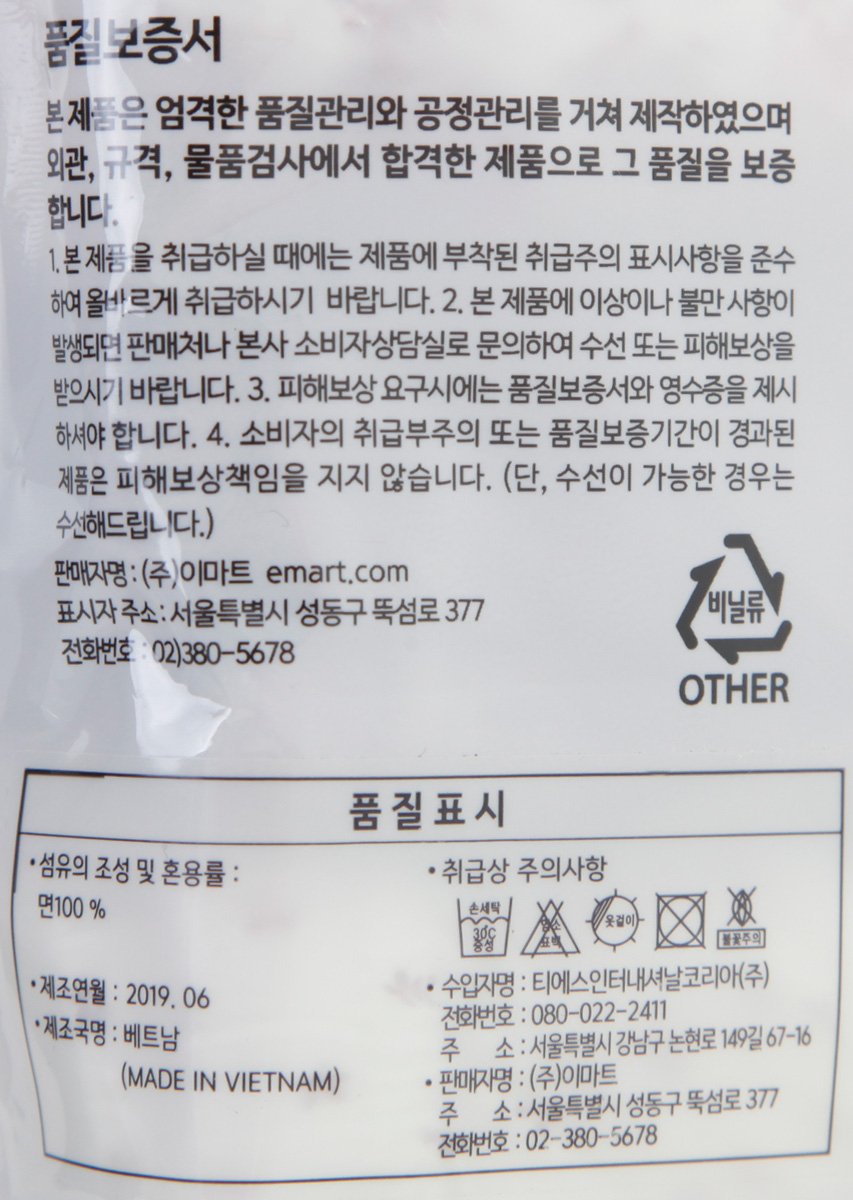 품질보증서
본 제품은 엄격한 품질관리와 공정관리를 거쳐 제작하였으며
외관, 규격, 물품검사에서 합격한 제품으로 그 품질을 보증
합니다.
1. 본 제품을 취급하실 때에는 제품에 부착된 취급주의 표시사항을 준수
하여 올바르게 취급하시기 바랍니다. 2. 본 제품에 이상이나 불만 사항이
발생되면 판매처나 본사 소비자상담실로 문의하여 수선 또는 피해보상을
받으시기 바랍니다. 3. 피해보상 요구시에는 품질보증서와 영수증을 제시
하셔야 합니다. 4. 소비자의 취급부주의 또는 품질보증기간이 경과된
제품은 피해보상책임을 지지 않습니다. (단, 수선이 가능한 경우는
수선해드립니다.)
판매자명 : (주)이마트 emart.com
표시자 주소 : 서울특별시 성동구 뚝섬로 377
전화번호 : 02)380-5678
비닐류
OTHER
품질표시
•섬유의 조성 및 혼용률 :
면100 %
•제조연월 : 2019. 06
•제조국명 : 베트남
(MADE IN VIETNAM)
• 취급상 주의사항
손세탁
30℃
중성
염소
표백
옷걸이
불꽃주의
• 수입자명 : 티에스인터내셔날코리아(주)
전화번호 : 080-022-2411
주 소 : 서울특별시 강남구 논현로 149길 67-16
• 판매자명 : (주)이마트
주 소 : 서울특별시 성동구 뚝섬로 377
전화번호 : 02-380-5678